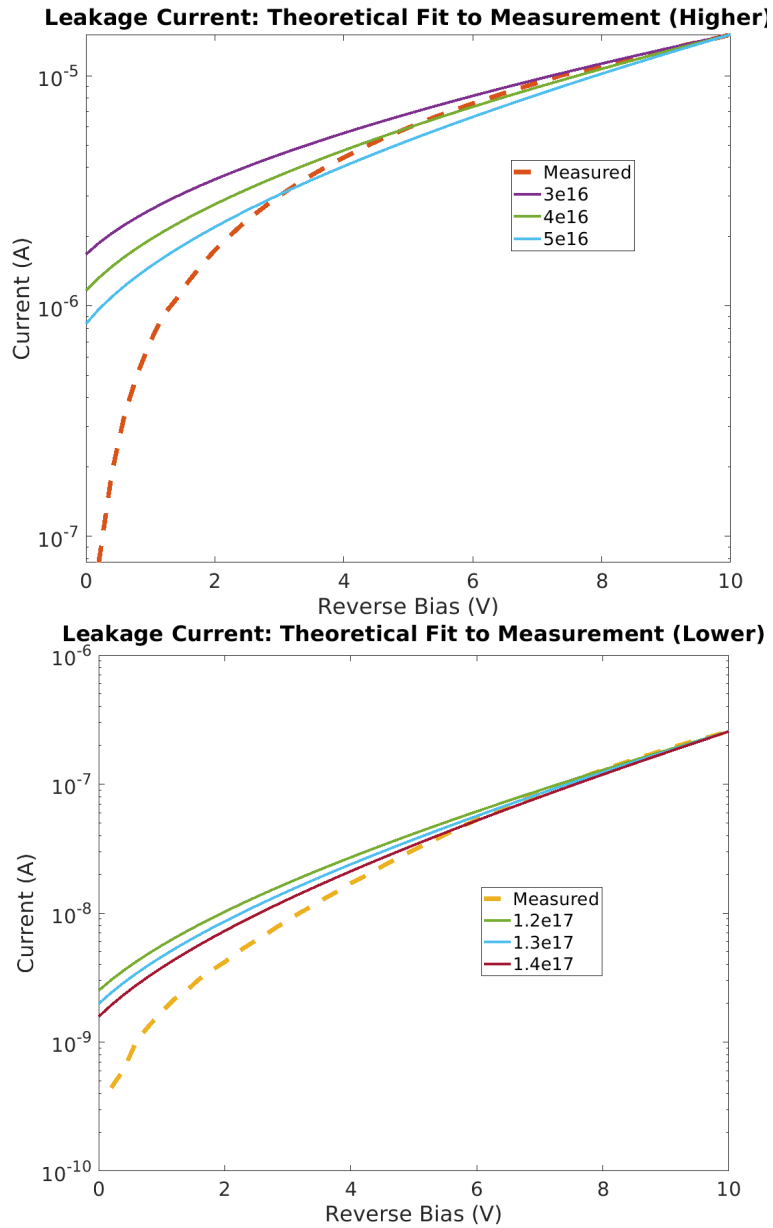 Leakage Current: Theoretical Fit to Measurement (Higher)
10^-5
10^-6
10^-7
Current (A)
Measured
3e16
4e16
5e16
0 2 4 6 8 10
Reverse Bias (V)
Leakage Current: Theoretical Fit to Measurement (Lower)
10^-6
10^-7
10^-8
10^-9
10^-10
Current (A)
Measured
1.2e17
1.3e17
1.4e17
0 2 4 6 8 10
Reverse Bias (V)